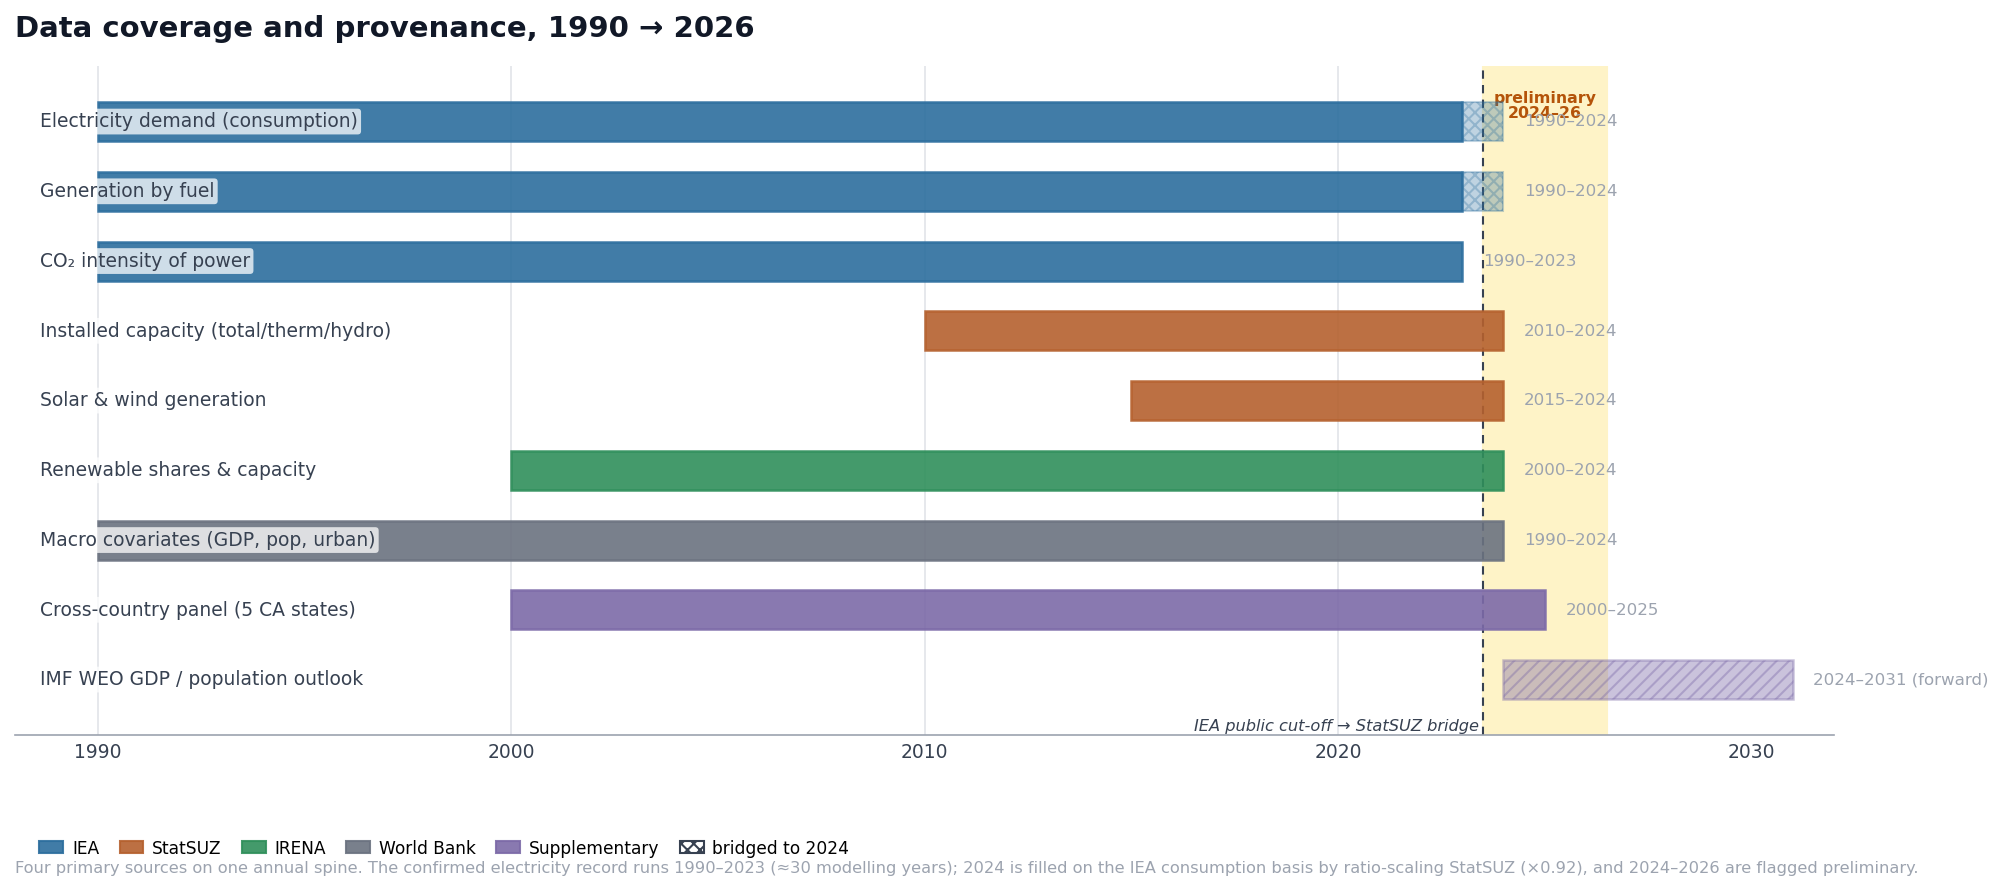 Data coverage and provenance, 1990 → 2026
preliminary
2024–26
Electricity demand (consumption)
1990–2024
Generation by fuel
1990–2024
CO₂ intensity of power
1990–2023
Installed capacity (total/therm/hydro)
2010–2024
Solar & wind generation
2015–2024
Renewable shares & capacity
2000–2024
Macro covariates (GDP, pop, urban)
1990–2024
Cross-country panel (5 CA states)
2000–2025
IMF WEO GDP / population outlook
2024–2031 (forward)
IEA public cut-off → StatSUZ bridge
1990 2000 2010 2020 2030
IEA StatSUZ IRENA World Bank Supplementary bridged to 2024
Four primary sources on one annual spine. The confirmed electricity record runs 1990–2023 (≈30 modelling years); 2024 is filled on the IEA consumption basis by ratio-scaling StatSUZ (×0.92), and 2024–2026 are flagged preliminary.